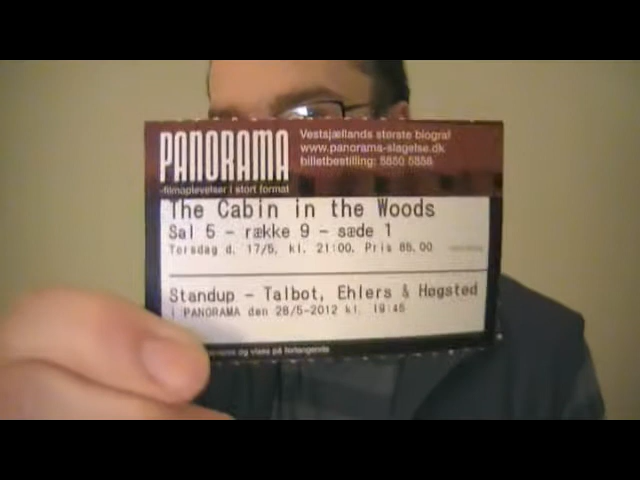 PANORAMA
-filmoplevelser i stort format
Vestsjællands største biograf
www.panorama-slagelse.dk
billetbestilling: 5850 5858
The Cabin in the Woods
Sal 5 - række 9 - sæde 1
Torsdag d. 17/5, kl. 21:00, Pris 85,00
Standup - Talbot, Ehlers & Høgsted
i PANORAMA den 28/5-2012 kl. 19:45
og vises på forlangende